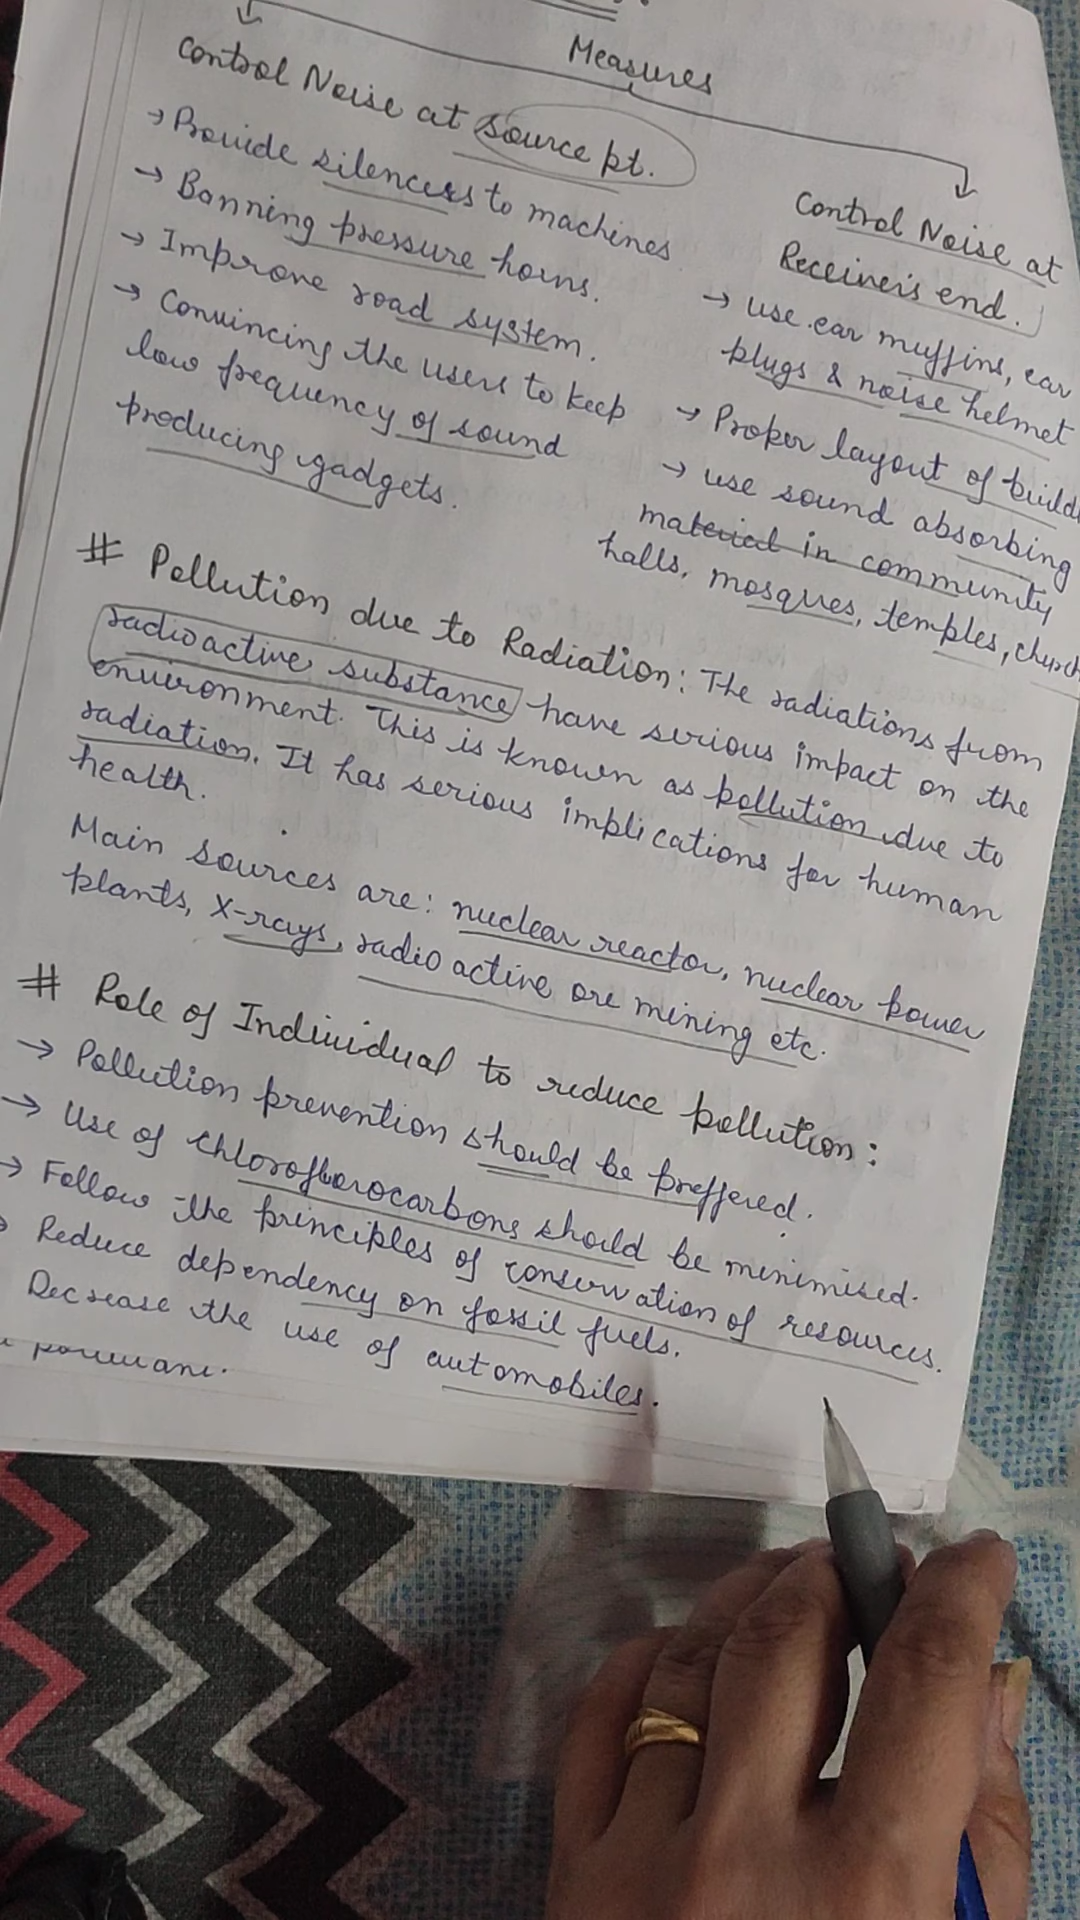 Measures
Control Noise at source pt.
→ Provide silencers to machines
→ Banning pressure horns.
→ Improve road system.
→ Convincing the users to keep
low frequency of sound
producing gadgets.
Control Noise at
Receiver's end.
→ use ear muffins, ear
plugs & noise helmet
→ Proper layout of build
→ use sound absorbing
material in community
halls, mosques, temples, church
# Pollution due to Radiation: The radiations from
radioactive substance have serious impact on the
environment. This is known as pollution due to
radiation. It has serious implications for human
health.
Main sources are: nuclear reactor, nuclear power
plants, X-rays, radio active ore mining etc.
# Role of Individual to reduce pollution:
→ Pollution prevention should be preffered.
→ Use of Chlorofluorocarbons should be minimised.
→ Follow the principles of conservation of resources.
→ Reduce dependency on fossil fuels.
Decrease the use of automobiles.